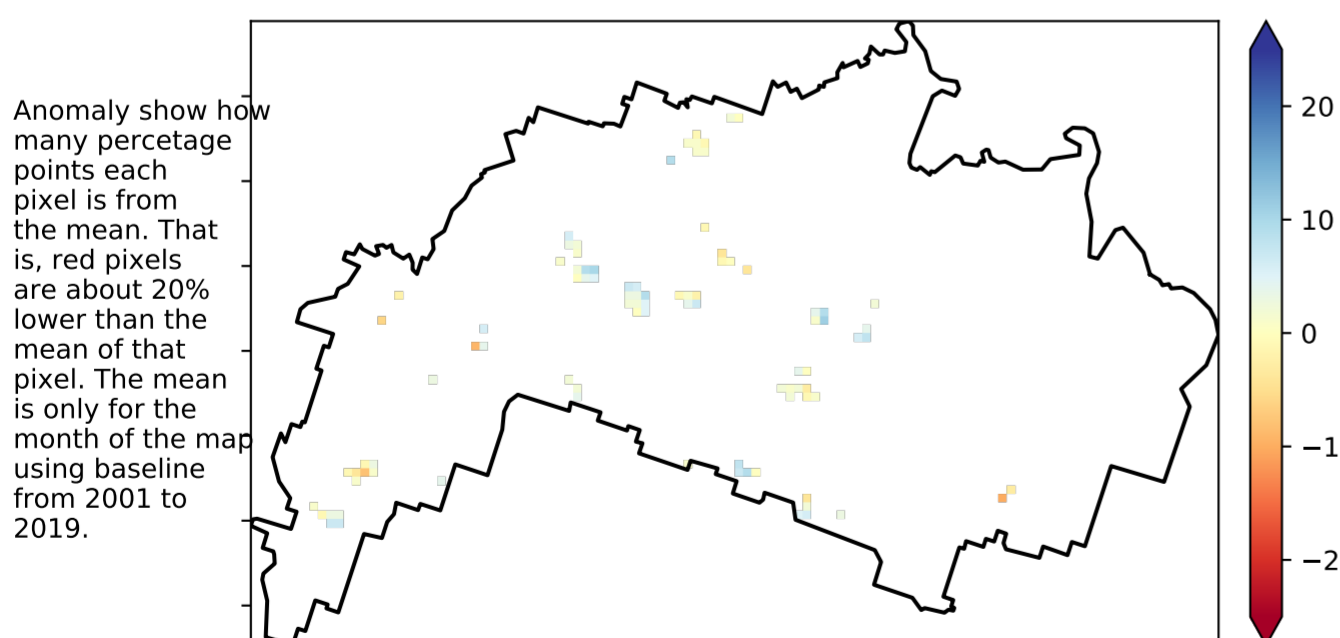 Anomaly show how
many percetage
points each
pixel is from
the mean. That
is, red pixels
are about 20%
lower than the
mean of that
pixel. The mean
is only for the
month of the map
using baseline
from 2001 to
2019.
20
10
0
−1
−2